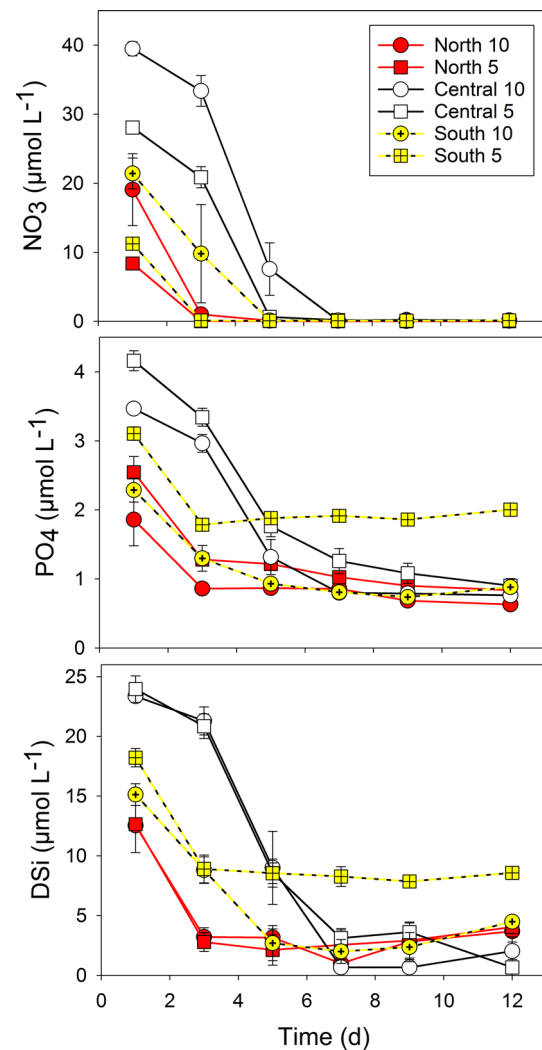 40
30
20
10
0
NO3 (µmol L⁻¹)
North 10
North 5
Central 10
Central 5
South 10
South 5
4
3
2
1
0
PO4 (µmol L⁻¹)
25
20
15
10
5
0
DSi (µmol L⁻¹)
0 2 4 6 8 10 12
Time (d)